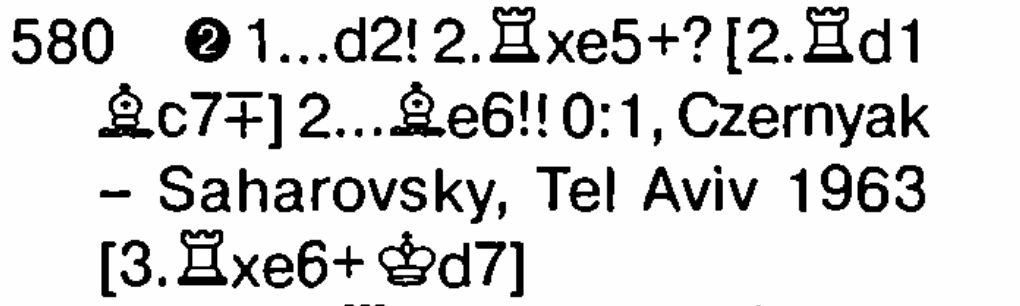 580 ❷ 1...d2! 2.♖xe5+? [2.♖d1
♗c7∓] 2...♗e6!! 0:1, Czernyak
– Saharovsky, Tel Aviv 1963
[3.♖xe6+ ♔d7]